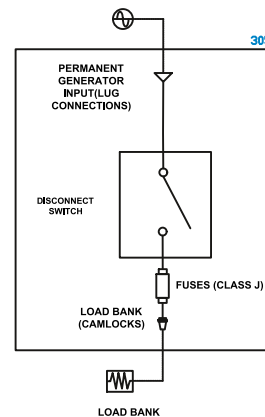 PERMANENT
GENERATOR
INPUT(LUG
CONNECTIONS)
DISCONNECT
SWITCH
FUSES (CLASS J)
LOAD BANK
(CAMLOCKS)
LOAD BANK